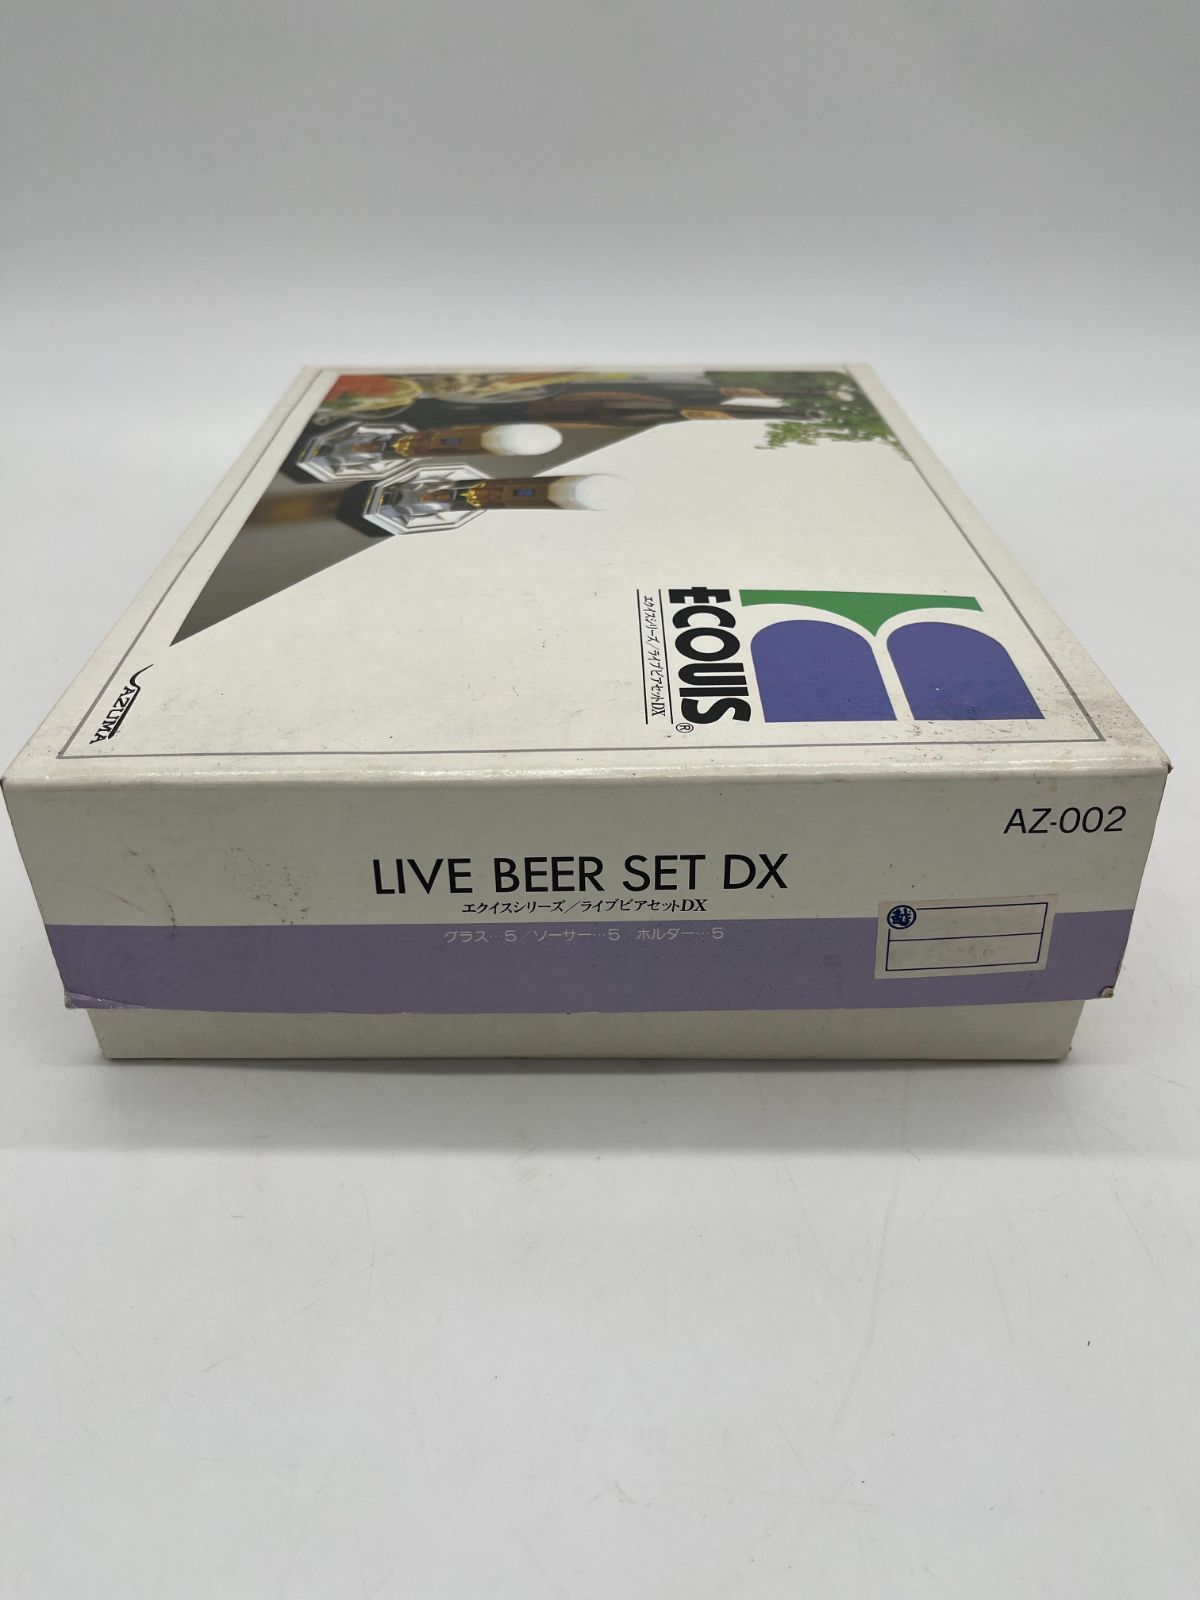 ECOUIS®
エクイスシリーズ／ライブビアセットDX
AZUMA
AZ-002
LIVE BEER SET DX
エクイスシリーズ／ライブビアセットDX
グラス…5／ソーサー…5 ホルダー…5